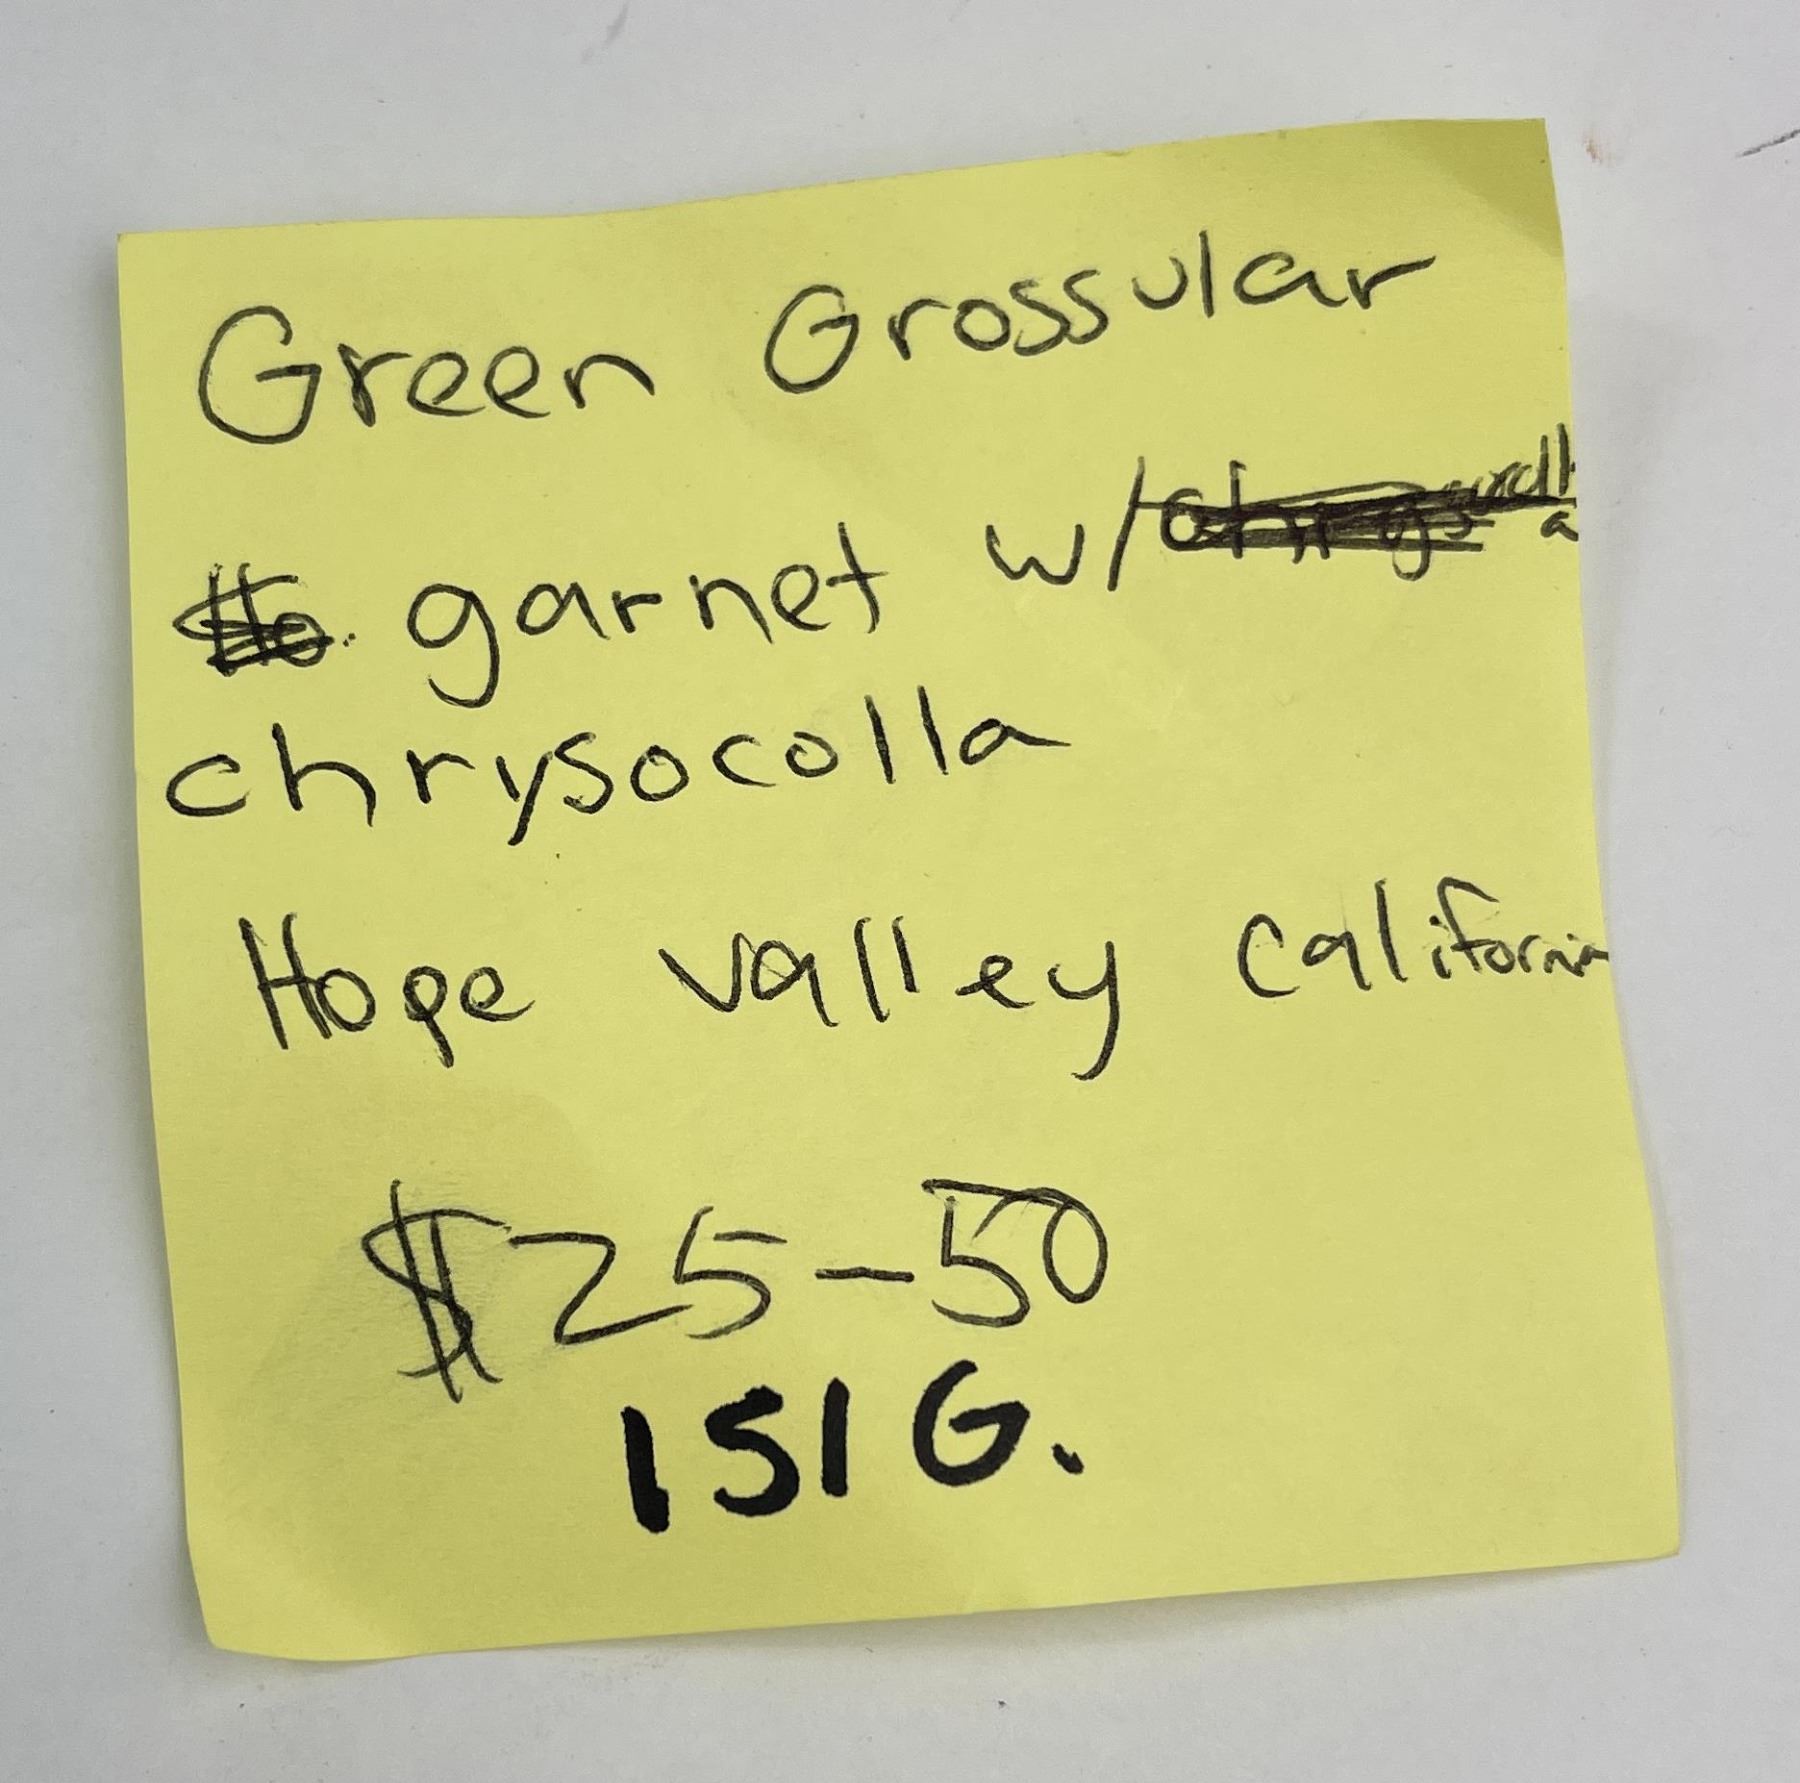 Green Grossular
garnet w/
chrysocolla
Hope valley california
$25-50
151G.